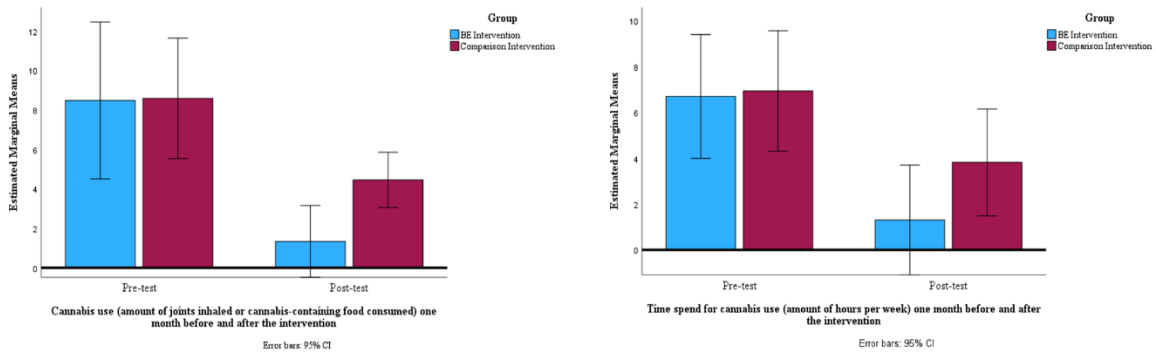 Estimated Marginal Means
12
10
8
6
4
2
0
Pre-test
Post-test
Group
BE Intervention
Comparison Intervention
Cannabis use (amount of joints inhaled or cannabis-containing food consumed) one
month before and after the intervention
Error bars: 95% CI
Estimated Marginal Means
10
8
6
4
2
0
Pre-test
Post-test
Group
BE Intervention
Comparison Intervention
Time spend for cannabis use (amount of hours per week) one month before and after
the intervention
Error bars: 95% CI